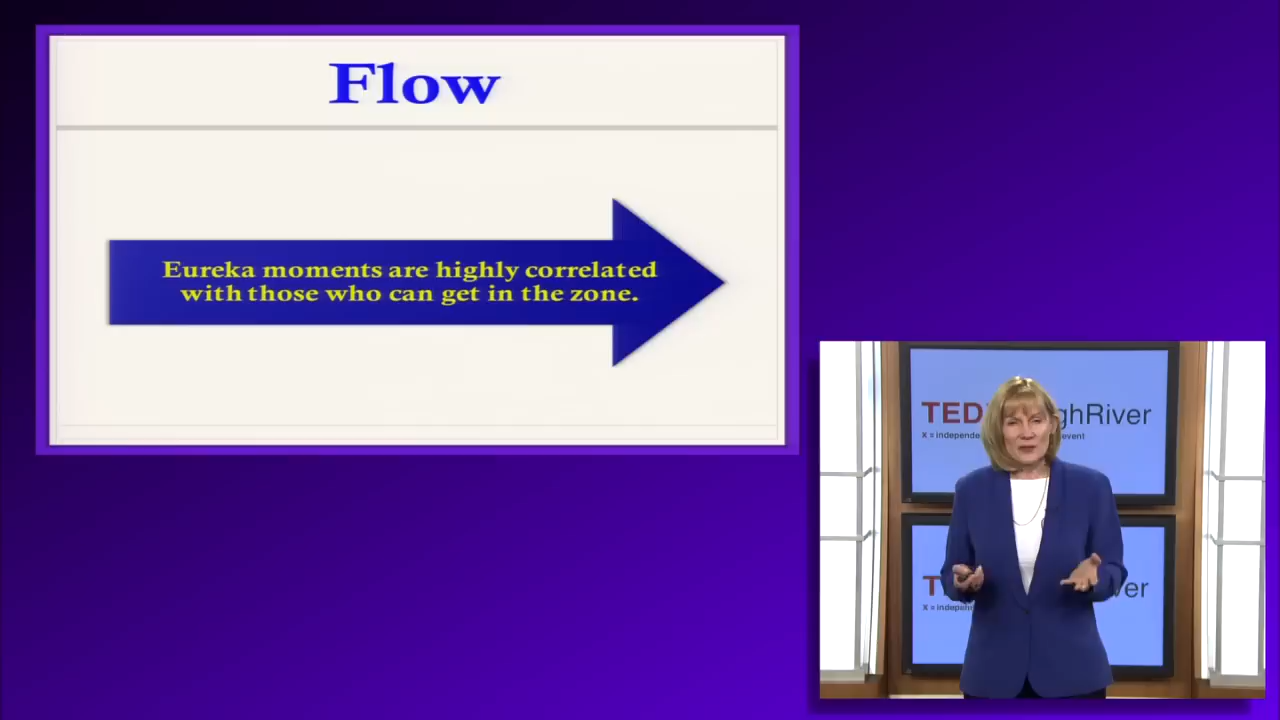 Flow
Eureka moments are highly correlated
with those who can get in the zone.
TED ghRiver
X = independe event
T ver
X = indepen